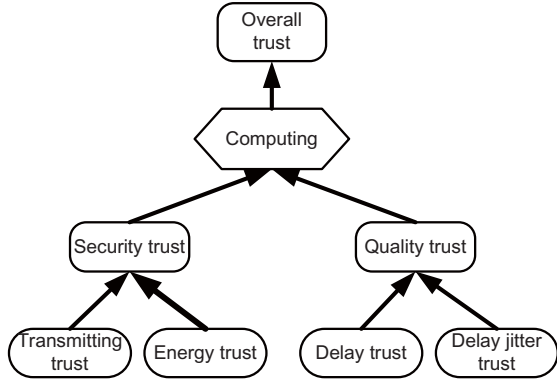 Overall
trust
Computing
Security trust
Quality trust
Transmitting
trust
Energy trust
Delay trust
Delay jitter
trust